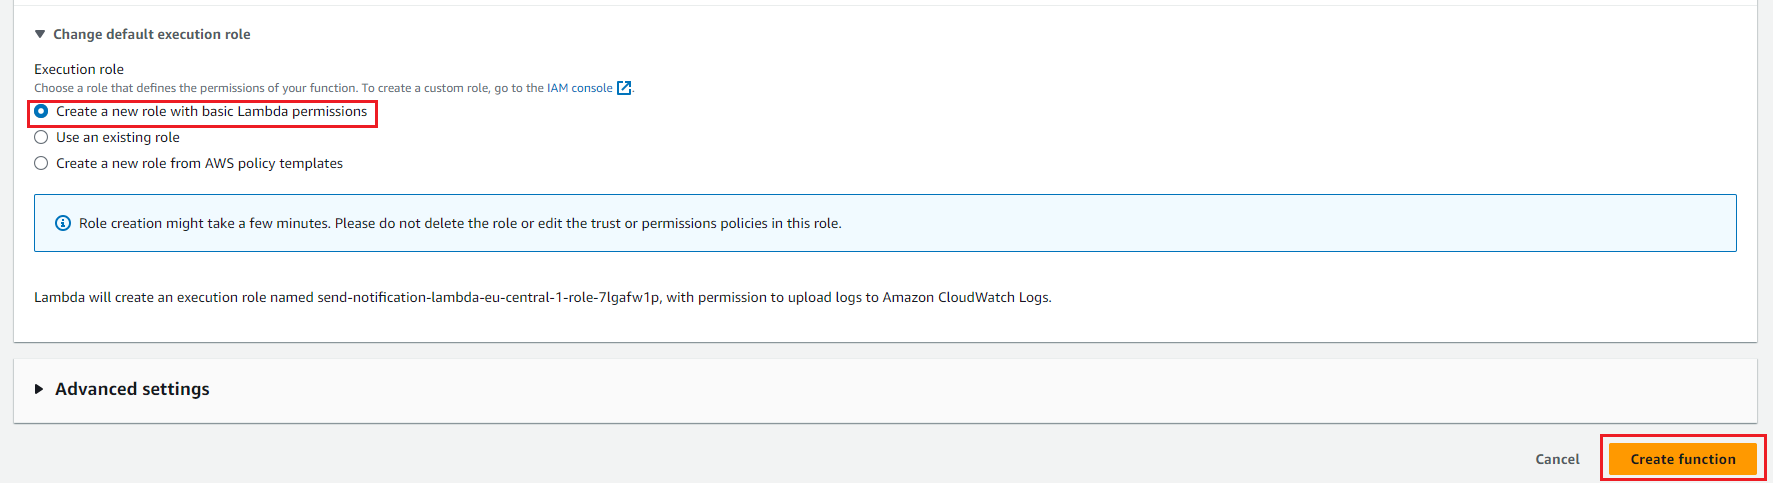 Change default execution role
Execution role
Choose a role that defines the permissions of your function. To create a custom role, go to the IAM console.
Create a new role with basic Lambda permissions
Use an existing role
Create a new role from AWS policy templates
Role creation might take a few minutes. Please do not delete the role or edit the trust or permissions policies in this role.
Lambda will create an execution role named send-notification-lambda-eu-central-1-role-7lgafw1p, with permission to upload logs to Amazon CloudWatch Logs.
Advanced settings
Cancel
Create function